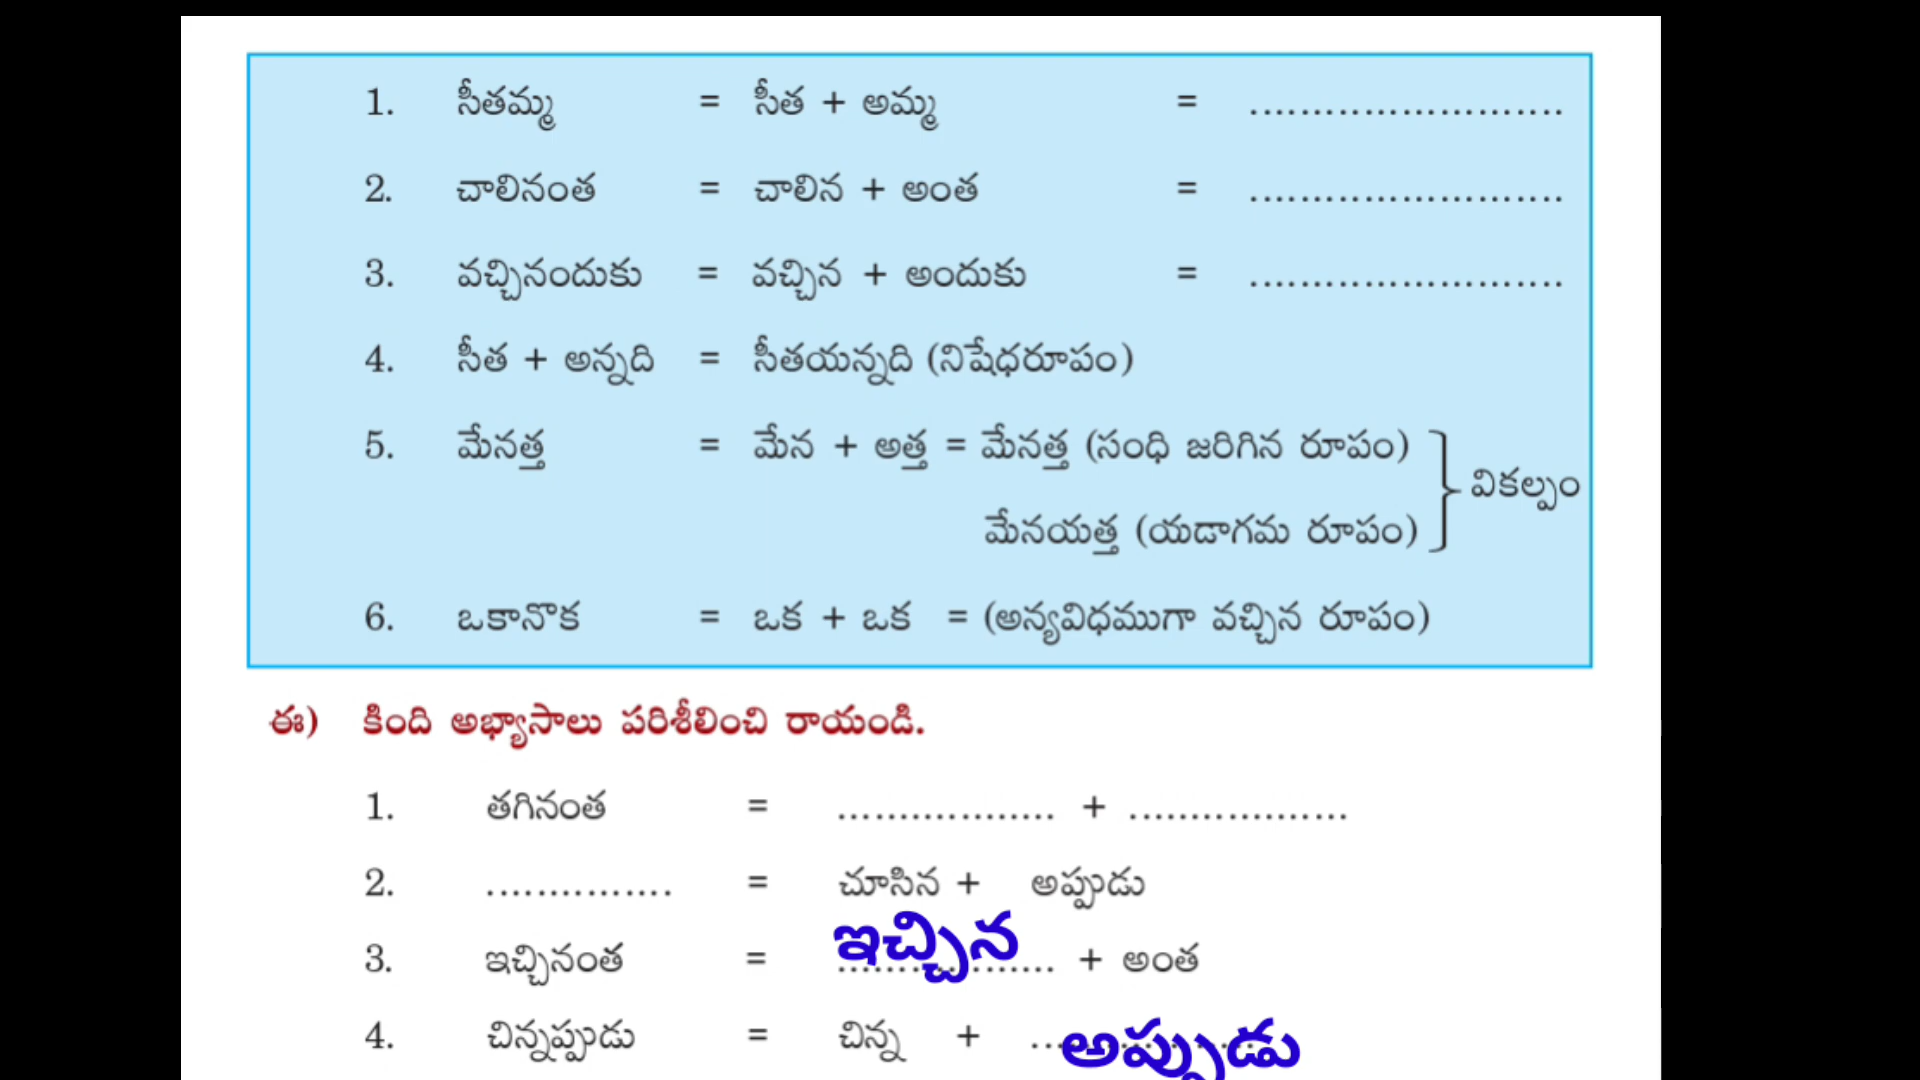 1. సీతమ్మ = సీత + అమ్మ = .........................
2. చాలినంత = చాలిన + అంత = .........................
3. వచ్చినందుకు = వచ్చిన + అందుకు = .........................
4. సీత + అన్నది = సీతయన్నది (నిషేధరూపం)
5. మేనత్త = మేన + అత్త = మేనత్త (సంధి జరిగిన రూపం)
వికల్పం
మేనయత్త (యడాగమ రూపం)
6. ఒకానొక = ఒక + ఒక = (అన్యవిధముగా వచ్చిన రూపం)
ఈ) కింది అభ్యాసాలు పరిశీలించి రాయండి.
1. తగినంత = .................. + ..................
2. ............... = చూసిన + అప్పుడు
3. ఇచ్చినంత = ఇచ్చిన + అంత
4. చిన్నప్పుడు = చిన్న + అప్పుడు